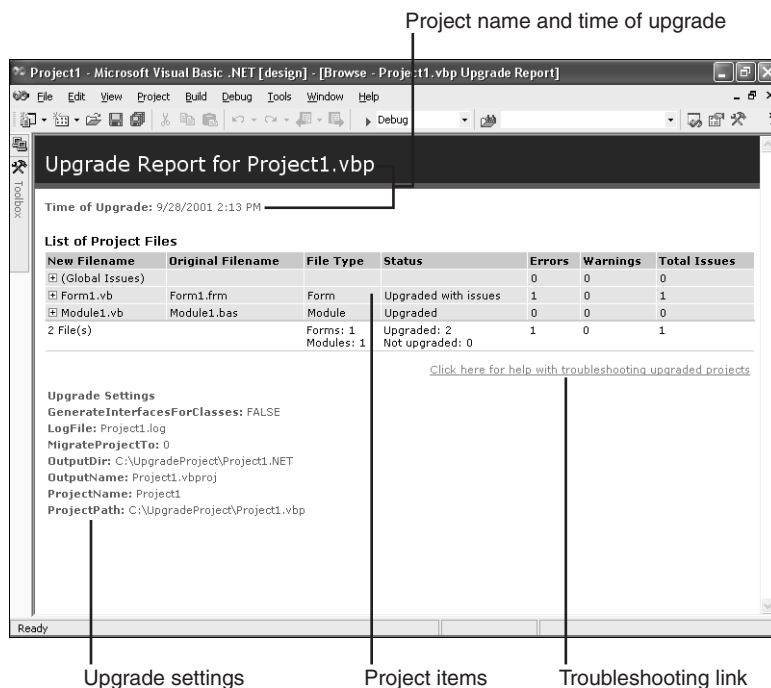 Project name and time of upgrade
Project1 - Microsoft Visual Basic .NET [design] - [Browse - Project1.vbp Upgrade Report]
File Edit View Project Build Debug Tools Window Help
Debug
Toolbox
Upgrade Report for Project1.vbp
Time of Upgrade: 9/28/2001 2:13 PM
List of Project Files
New Filename Original Filename File Type Status Errors Warnings Total Issues
(Global Issues) 0 0 0
Form1.vb Form1.frm Form Upgraded with issues 1 0 1
Module1.vb Module1.bas Module Upgraded 0 0 0
2 File(s) Forms: 1 Upgraded: 2 1 0 1
Modules: 1 Not upgraded: 0
Click here for help with troubleshooting upgraded projects
Upgrade Settings
GenerateInterfacesForClasses: FALSE
LogFile: Project1.log
MigrateProjectTo: 0
OutputDir: C:\UpgradeProject\Project1.NET
OutputName: Project1.vbproj
ProjectName: Project1
ProjectPath: C:\UpgradeProject\Project1.vbp
Ready
Upgrade settings Project items Troubleshooting link